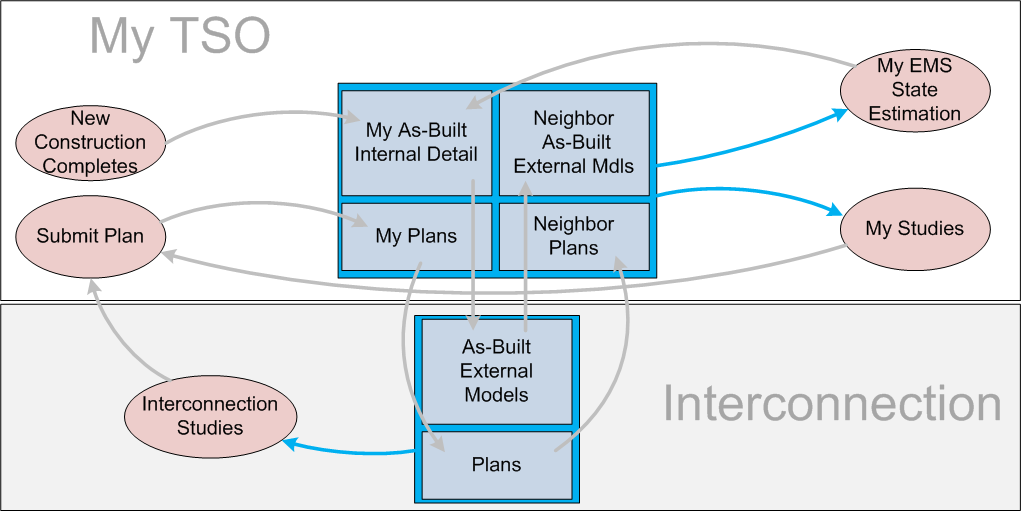 My TSO
My EMS
State
Estimation
New
Construction
Completes
My As-Built
Internal Detail
Neighbor
As-Built
External Mdls
Submit Plan
My Plans
Neighbor
Plans
My Studies
As-Built
External
Models
Interconnection
Interconnection
Studies
Plans